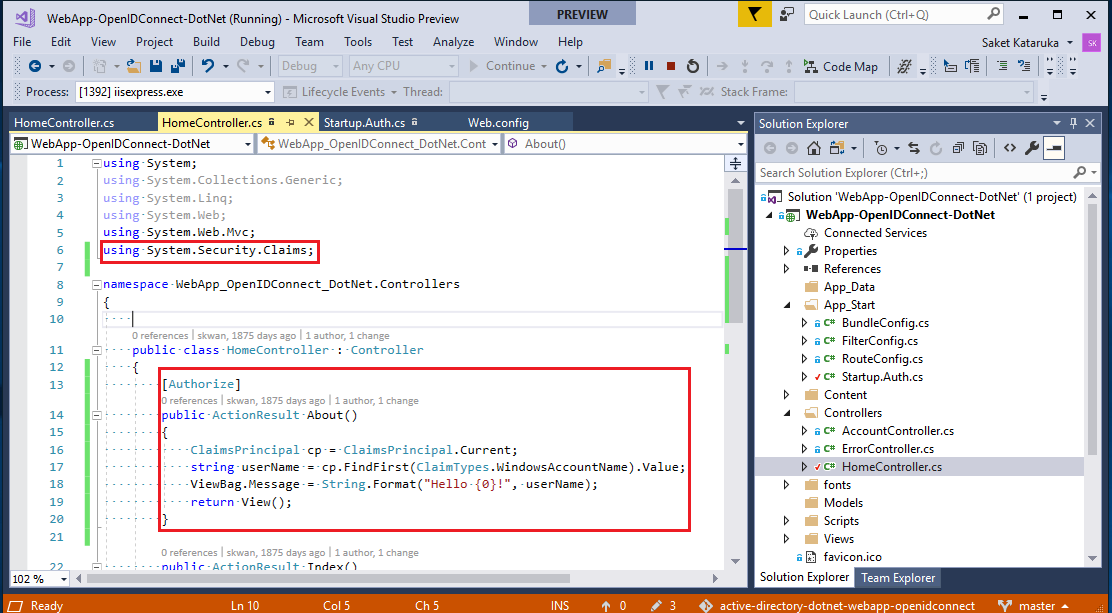 WebApp-OpenIDConnect-DotNet (Running) - Microsoft Visual Studio Preview
PREVIEW
Quick Launch (Ctrl+Q)
File Edit View Project Build Debug Team Tools Test Analyze Window Help
Saket Kataruka SK
Debug Any CPU Continue Code Map
Process: [1392] iisexpress.exe Lifecycle Events Thread: Stack Frame:
HomeController.cs HomeController.cs Startup.Auth.cs Web.config
WebApp-OpenIDConnect-DotNet WebApp_OpenIDConnect_DotNet.Cont About()
1 using System;
2 using System.Collections.Generic;
3 using System.Linq;
4 using System.Web;
5 using System.Web.Mvc;
6 using System.Security.Claims;
7
8 namespace WebApp_OpenIDConnect_DotNet.Controllers
9 {
10
0 references | skwan, 1875 days ago | 1 author, 1 change
11 public class HomeController : Controller
12 {
13 [Authorize]
0 references | skwan, 1875 days ago | 1 author, 1 change
14 public ActionResult About()
15 {
16 ClaimsPrincipal cp = ClaimsPrincipal.Current;
17 string userName = cp.FindFirst(ClaimTypes.WindowsAccountName).Value;
18 ViewBag.Message = String.Format("Hello {0}!", userName);
19 return View();
20 }
21
0 references | skwan, 1875 days ago | 1 author, 1 change
22 public ActionResult Index()
102 %
Solution Explorer
Search Solution Explorer (Ctrl+;)
Solution 'WebApp-OpenIDConnect-DotNet' (1 project)
WebApp-OpenIDConnect-DotNet
Connected Services
Properties
References
App_Data
App_Start
C# BundleConfig.cs
C# FilterConfig.cs
C# RouteConfig.cs
C# Startup.Auth.cs
Content
Controllers
C# AccountController.cs
C# ErrorController.cs
C# HomeController.cs
fonts
Models
Scripts
Views
favicon.ico
Solution Explorer Team Explorer
Ready Ln 10 Col 5 Ch 5 INS 0 3 active-directory-dotnet-webapp-openidconnect master